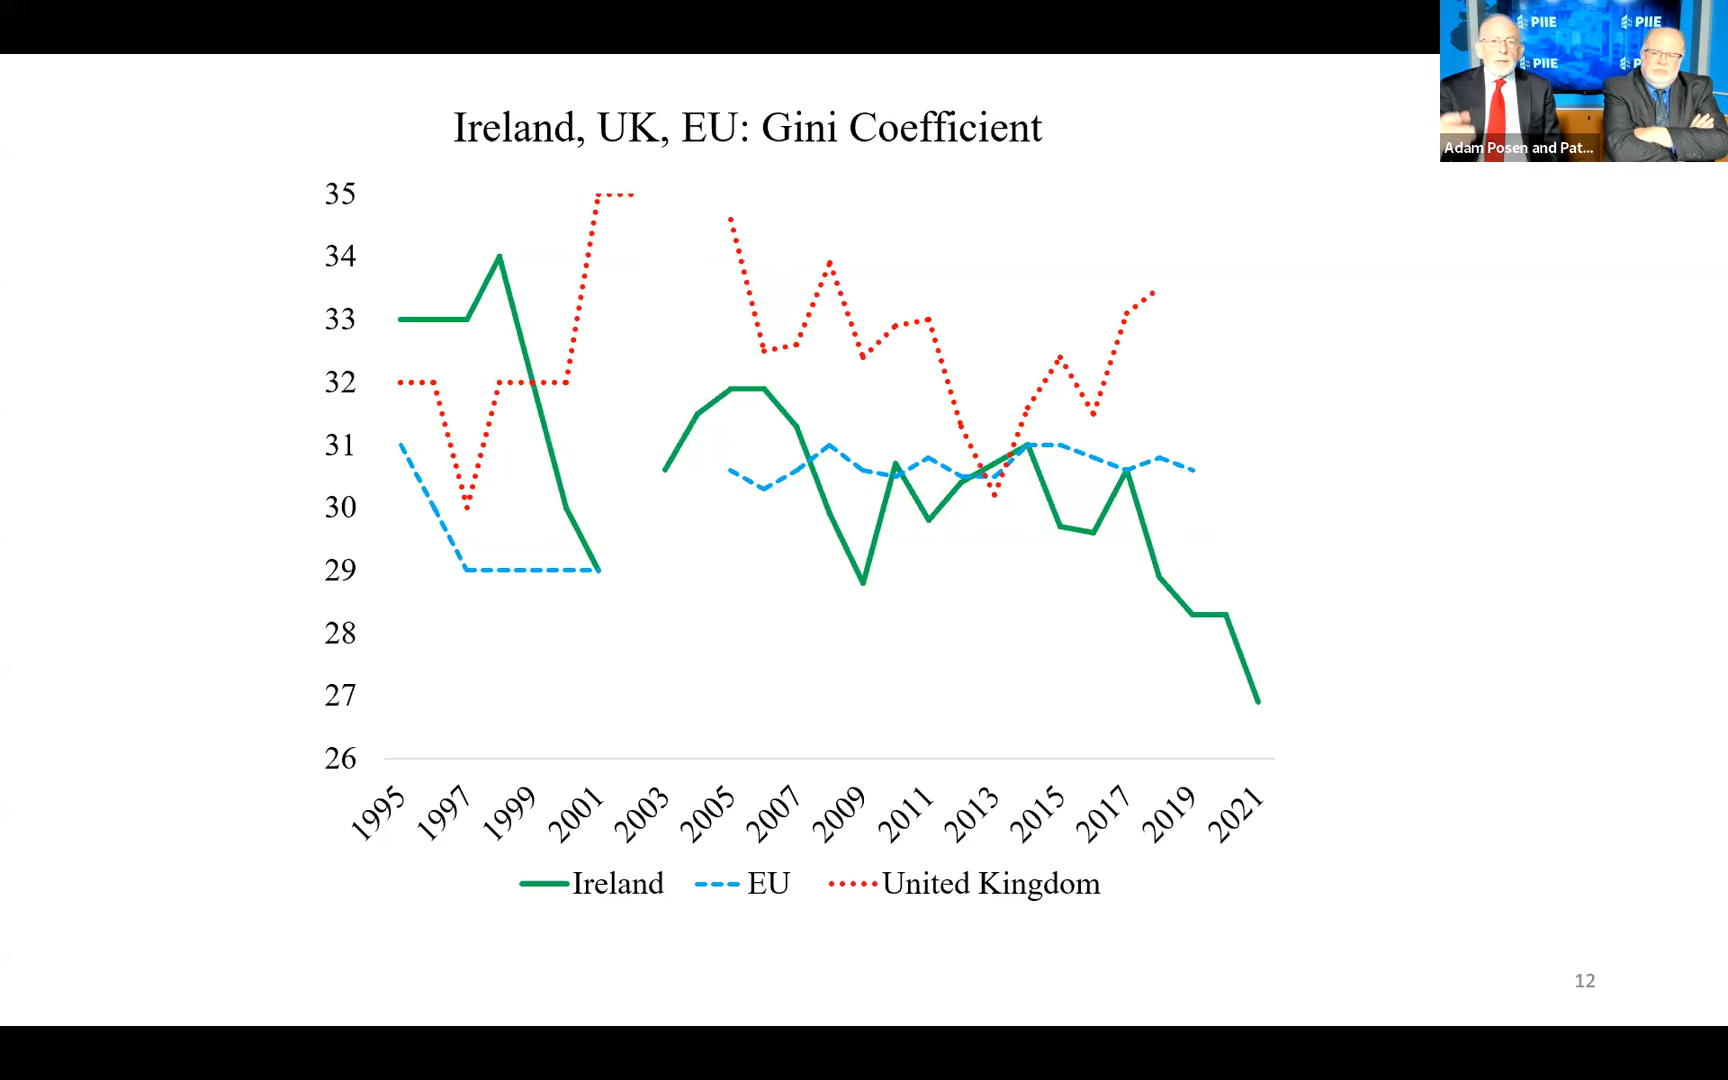 PIIE PIIE
PIIE P
Adam Posen and Pat...
Ireland, UK, EU: Gini Coefficient
35
34
33
32
31
30
29
28
27
26
1995 1997 1999 2001 2003 2005 2007 2009 2011 2013 2015 2017 2019 2021
Ireland EU United Kingdom
12